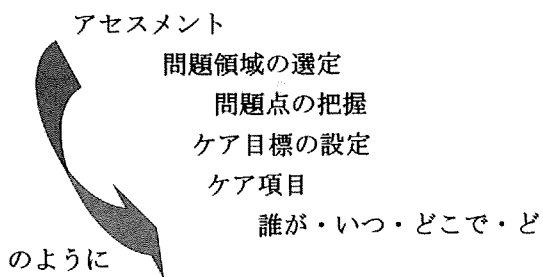 アセスメント
問題領域の選定
問題点の把握
ケア目標の設定
ケア項目
誰が・いつ・どこで・ど
のように